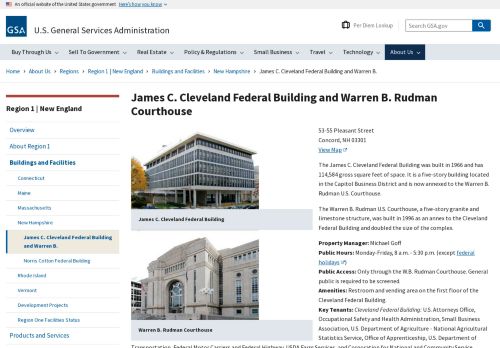 An official website of the United States government Here's how you know
GSA
U.S. General Services Administration
Per Diem Lookup
Search GSA.gov
Buy Through Us Sell To Government Real Estate Policy & Regulations Small Business Travel Technology About Us
Home About Us Regions Region 1 | New England Buildings and Facilities New Hampshire James C. Cleveland Federal Building and Warren B.
Region 1 | New England
Overview
About Region 1
Buildings and Facilities
Connecticut
Maine
Massachusetts
New Hampshire
James C. Cleveland Federal Building
and Warren B.
Norris Cotton Federal Building
Rhode Island
Vermont
Development Projects
Region One Facilities Status
Products and Services
James C. Cleveland Federal Building and Warren B. Rudman
Courthouse
James C. Cleveland Federal Building
Warren B. Rudman Courthouse
53-55 Pleasant Street
Concord, NH 03301
View Map
The James C. Cleveland Federal Building was built in 1966 and has
114,584 gross square feet of space. It is a five-story building located
in the Capitol Business District and is now annexed to the Warren B.
Rudman U.S. Courthouse.
The Warren B. Rudman U.S. Courthouse, a five-story granite and
limestone structure, was built in 1996 as an annex to the Cleveland
Federal Building and doubled the size of the complex.
Property Manager: Michael Goff
Public Hours: Monday-Friday, 8 a.m. - 5:30 p.m. (except federal
holidays)
Public Access: Only through the W.B. Rudman Courthouse. General
public is required to be screened.
Amenities: Restroom and vending area on the first floor of the
Cleveland Federal Building.
Key Tenants: Cleveland Federal Building: U.S. Attorneys Office,
Occupational Safety and Health Administration, Small Business
Association, U.S. Department of Agriculture - National Agricultural
Statistics Service, Office of Apprenticeship, U.S. Department of
Transportation, Federal Motor Carriers and Federal Highway, USDA Farm Services, and Corporation for National and Community Service